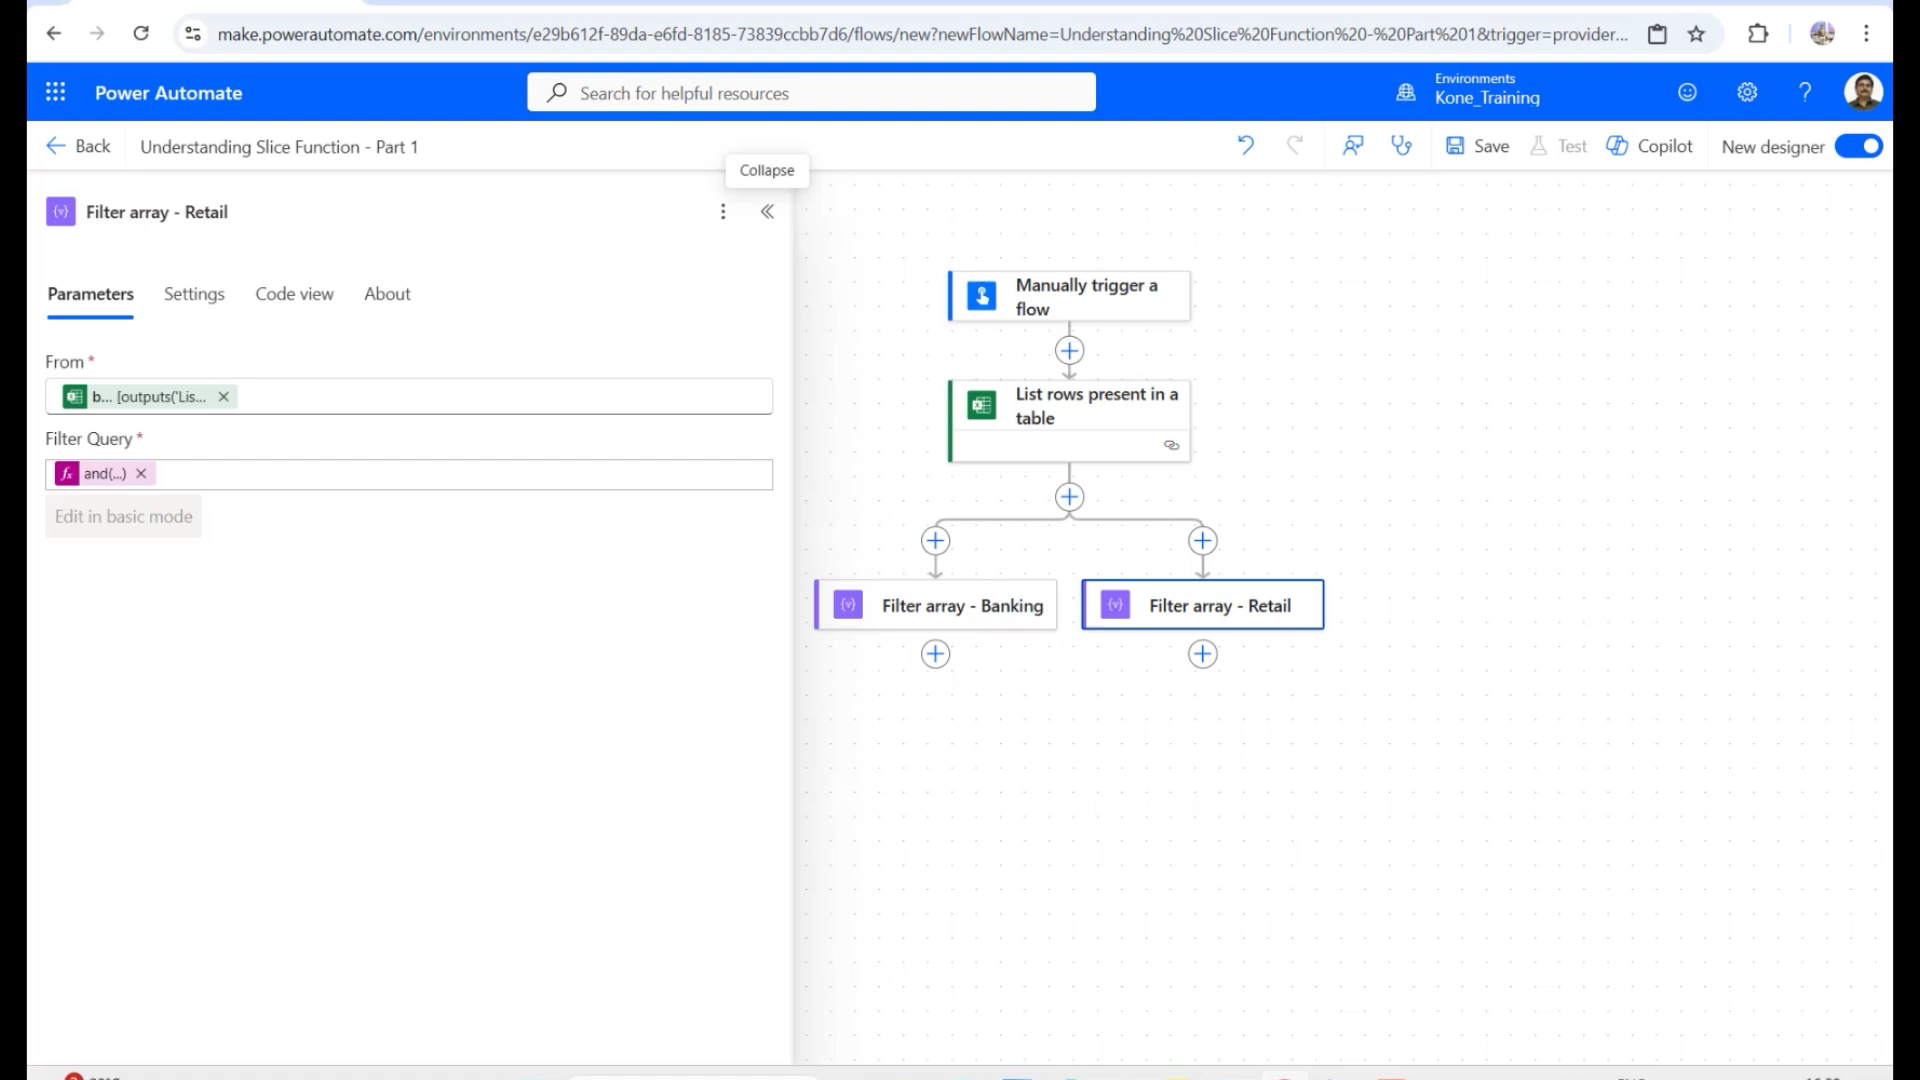 make.powerautomate.com/environments/e29b612f-89da-e6fd-8185-73839ccbb7d6/flows/new?newFlowName=Understanding%20Slice%20Function%20-%20Part%201&trigger=provider...
Power Automate
Search for helpful resources
Environments
Kone_Training
Back
Understanding Slice Function - Part 1
Save
Test
Copilot
New designer
Collapse
Filter array - Retail
Parameters
Settings
Code view
About
From *
b... [outputs('Lis...
Filter Query *
fx and(...)
Edit in basic mode
Manually trigger a
flow
List rows present in a
table
Filter array - Banking
Filter array - Retail